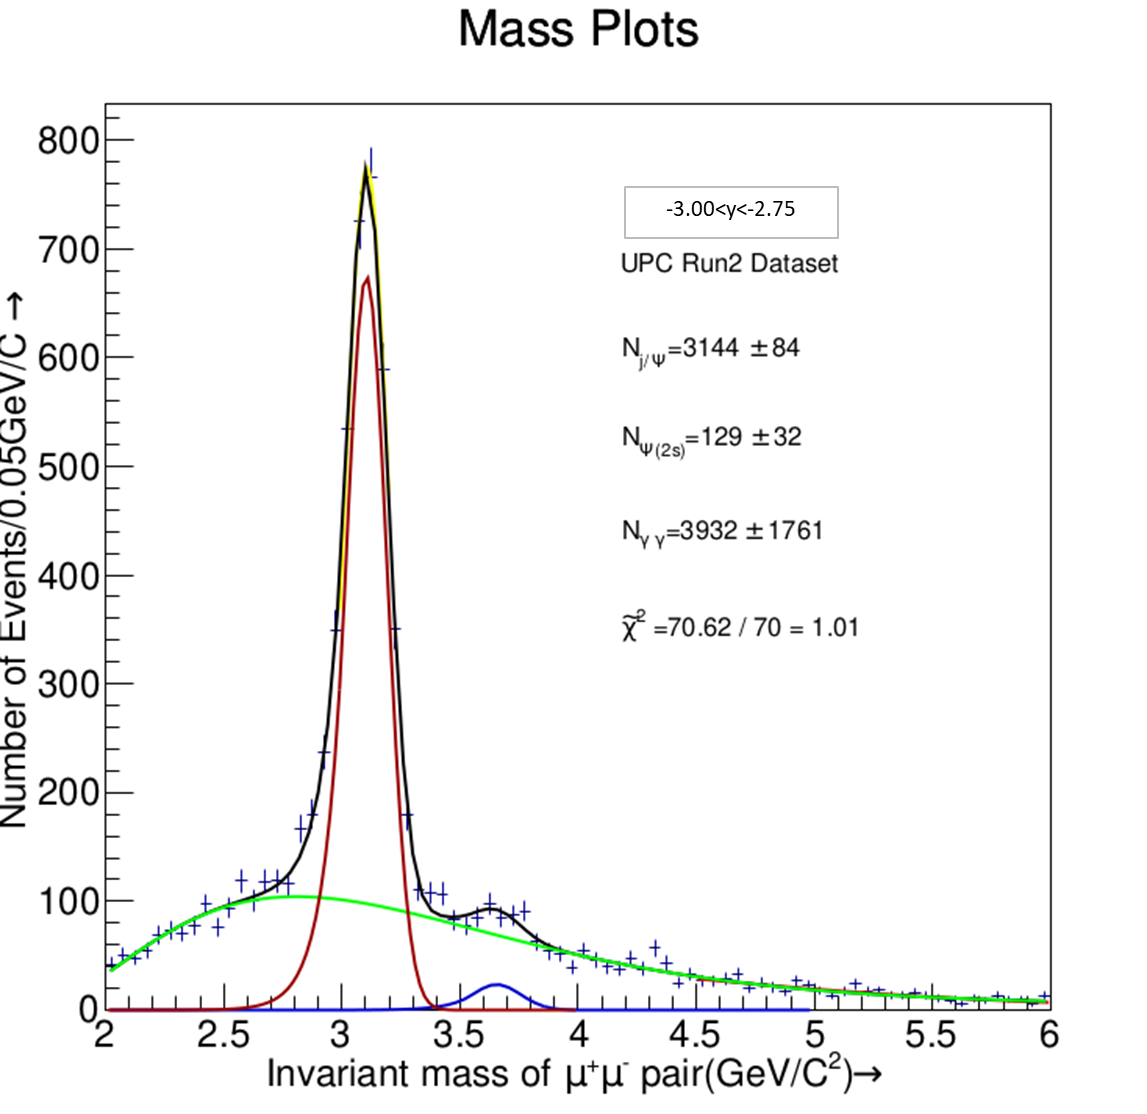 Mass Plots
Number of Events/0.05GeV/C →
800
700
600
500
400
300
200
100
0
-3.00<y<-2.75
UPC Run2 Dataset
N_{j/Ψ}=3144 ±84
N_{Ψ(2s)}=129 ±32
N_{γ γ}=3932 ±1761
χ̃² =70.62 / 70 = 1.01
2 2.5 3 3.5 4 4.5 5 5.5 6
Invariant mass of μ⁺μ⁻ pair(GeV/C²)→